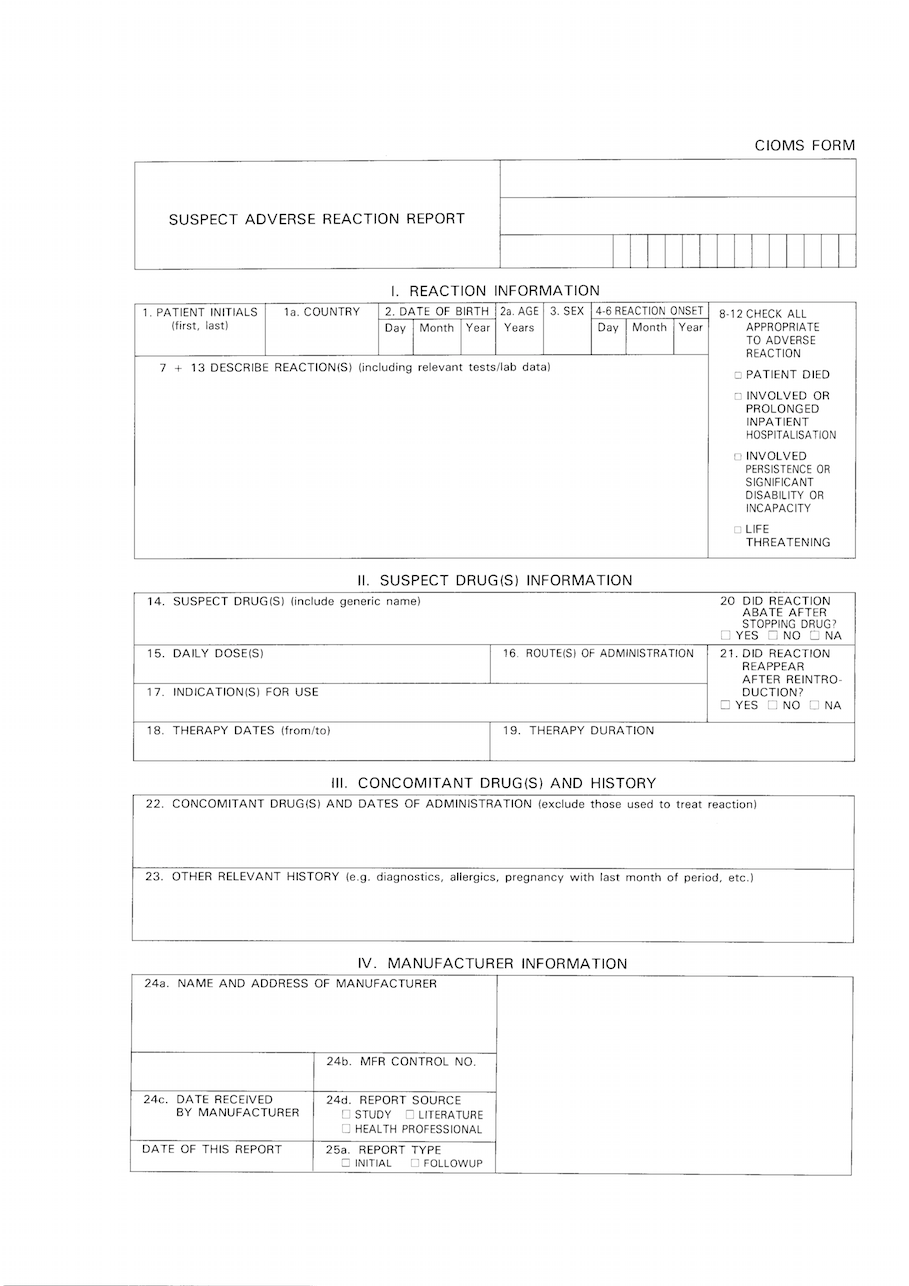 CIOMS FORM
SUSPECT ADVERSE REACTION REPORT
I. REACTION INFORMATION
1. PATIENT INITIALS
(first, last)
1a. COUNTRY
2. DATE OF BIRTH
Day
Month
Year
2a. AGE
Years
3. SEX
4-6 REACTION ONSET
Day
Month
Year
8-12 CHECK ALL
APPROPRIATE
TO ADVERSE
REACTION
PATIENT DIED
INVOLVED OR
PROLONGED
INPATIENT
HOSPITALISATION
INVOLVED
PERSISTENCE OR
SIGNIFICANT
DISABILITY OR
INCAPACITY
LIFE
THREATENING
7 + 13 DESCRIBE REACTION(S) (including relevant tests/lab data)
II. SUSPECT DRUG(S) INFORMATION
14. SUSPECT DRUG(S) (include generic name)
20 DID REACTION
ABATE AFTER
STOPPING DRUG?
YES NO NA
15. DAILY DOSE(S)
16. ROUTE(S) OF ADMINISTRATION
21. DID REACTION
REAPPEAR
AFTER REINTRO-
DUCTION?
YES NO NA
17. INDICATION(S) FOR USE
18. THERAPY DATES (from/to)
19. THERAPY DURATION
III. CONCOMITANT DRUG(S) AND HISTORY
22. CONCOMITANT DRUG(S) AND DATES OF ADMINISTRATION (exclude those used to treat reaction)
23. OTHER RELEVANT HISTORY (e.g. diagnostics, allergics, pregnancy with last month of period, etc.)
IV. MANUFACTURER INFORMATION
24a. NAME AND ADDRESS OF MANUFACTURER
24b. MFR CONTROL NO.
24c. DATE RECEIVED
BY MANUFACTURER
24d. REPORT SOURCE
STUDY LITERATURE
HEALTH PROFESSIONAL
DATE OF THIS REPORT
25a. REPORT TYPE
INITIAL FOLLOWUP